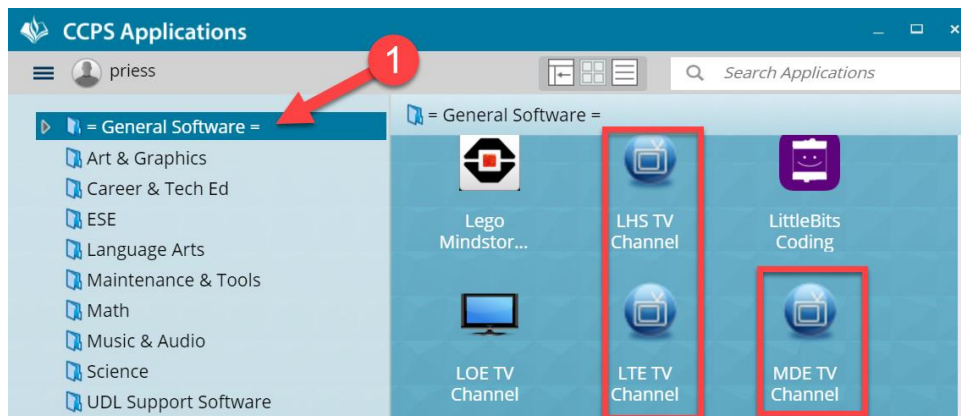 CCPS Applications
priess
Search Applications
1
= General Software =
Art & Graphics
Career & Tech Ed
ESE
Language Arts
Maintenance & Tools
Math
Music & Audio
Science
UDL Support Software
= General Software =
Lego
Mindstor...
LHS TV
Channel
LittleBits
Coding
LOE TV
Channel
LTE TV
Channel
MDE TV
Channel